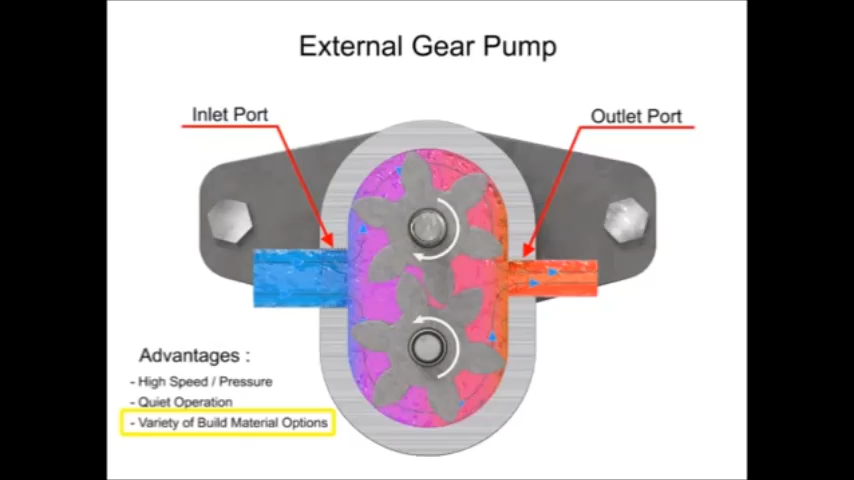 External Gear Pump
Inlet Port
Outlet Port
Advantages :
- High Speed / Pressure
- Quiet Operation
- Variety of Build Material Options